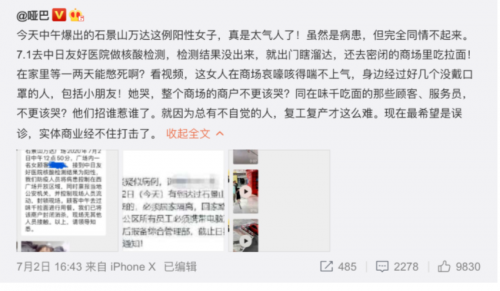 @哑巴
今天中午爆出的石景山万达这例阳性女子，真是太气人了！虽然是病患，但完全同情不起来。
7.1去中日友好医院做核酸检测，检测结果没出来，就出门瞎溜达，还去密闭的商场里吃拉面！
在家里等一两天能憋死啊？看视频，这女人在商场哀嚎咳得喘不上气，身边经过好几个没戴口
罩的人，包括小朋友！她哭，整个商场的商户不更该哭？同在味千吃面的那些顾客、服务员，
不更该哭？他们招谁惹谁了。就因为总有不自觉的人，复工复产才这么难。现在最希望是误
诊，实体商业经不住打击了。 收起全文
7月2日 16:43 来自 iPhone X 已编辑
485 2278 9830